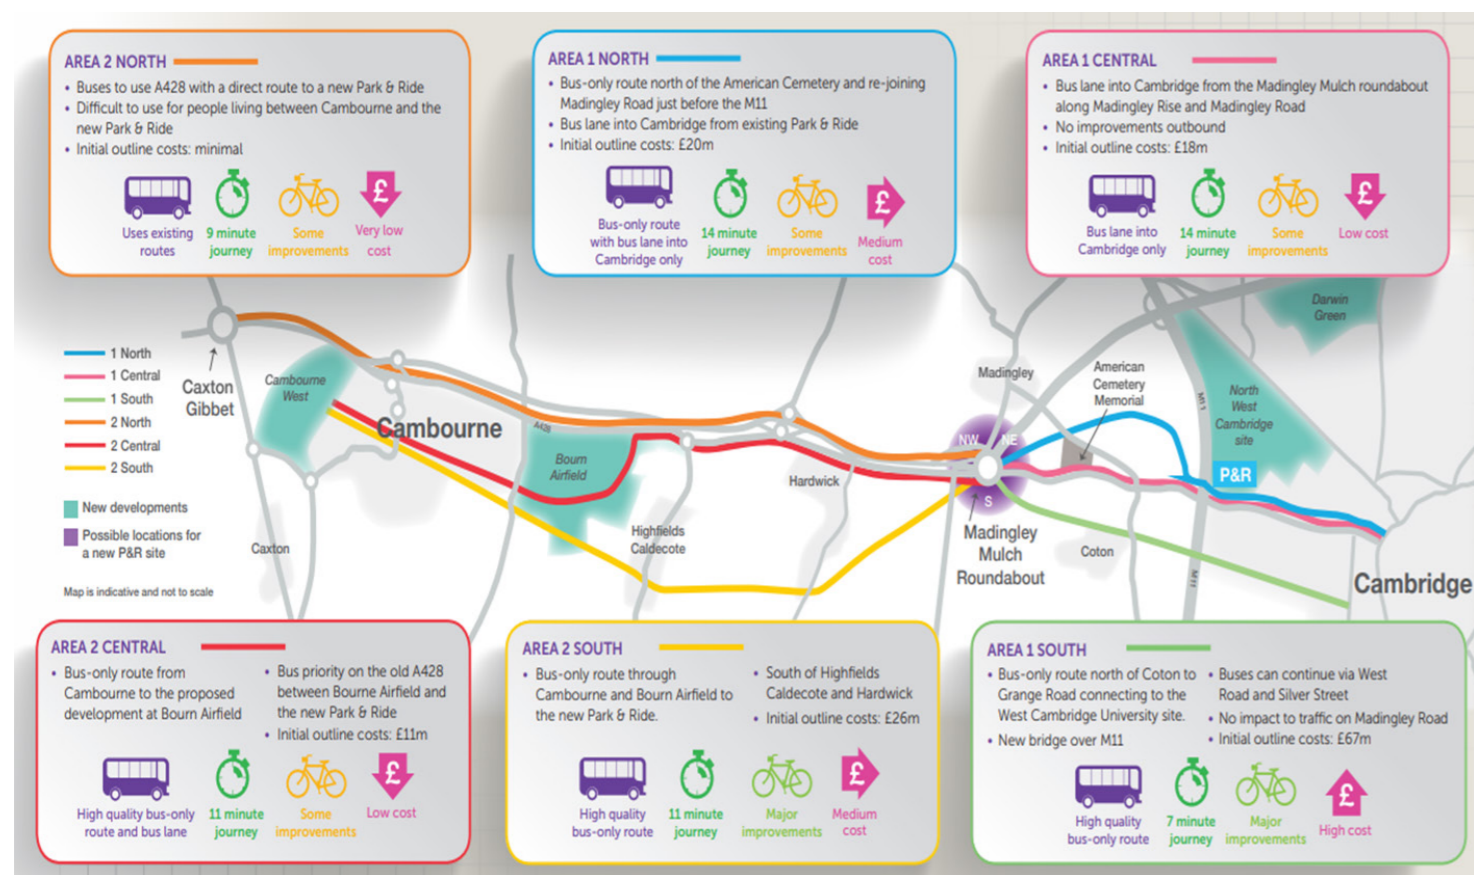 AREA 2 NORTH
• Buses to use A428 with a direct route to a new Park & Ride
• Difficult to use for people living between Cambourne and the
new Park & Ride
• Initial outline costs: minimal
£
Uses existing
routes
9 minute
journey
Some
improvements
Very low
cost
AREA 1 NORTH
• Bus-only route north of the American Cemetery and re-joining
Madingley Road just before the M11
• Bus lane into Cambridge from existing Park & Ride
• Initial outline costs: £20m
£
Bus-only route
with bus lane into
Cambridge only
14 minute
journey
Some
improvements
Medium
cost
AREA 1 CENTRAL
• Bus lane into Cambridge from the Madingley Mulch roundabout
along Madingley Rise and Madingley Road
• No improvements outbound
• Initial outline costs: £18m
£
Bus lane into
Cambridge only
14 minute
journey
Some
improvements
Low cost
1 North
1 Central
1 South
2 North
2 Central
2 South
New developments
Possible locations for
a new P&R site
Map is indicative and not to scale
Caxton
Gibbet
Cambourne
West
Cambourne
Caxton
A428
Bourn
Airfield
Highfields
Caldecote
Hardwick
Madingley
NW
NE
S
Madingley
Mulch
Roundabout
American
Cemetery
Memorial
Coton
M11
M11
Darwin
Green
North
West
Cambridge
site
P&R
Cambridge
AREA 2 CENTRAL
• Bus-only route from
Cambourne to the proposed
development at Bourn Airfield
• Bus priority on the old A428
between Bourne Airfield and
the new Park & Ride
• Initial outline costs: £11m
£
High quality bus-only
route and bus lane
11 minute
journey
Some
improvements
Low cost
AREA 2 SOUTH
• Bus-only route through
Cambourne and Bourn Airfield to
the new Park & Ride.
• South of Highfields
Caldecote and Hardwick
• Initial outline costs: £26m
£
High quality
bus-only route
11 minute
journey
Major
improvements
Medium
cost
AREA 1 SOUTH
• Bus-only route north of Coton to
Grange Road connecting to the
West Cambridge University site.
• New bridge over M11
• Buses can continue via West
Road and Silver Street
• No impact to traffic on Madingley Road
• Initial outline costs: £67m
£
High quality
bus-only route
7 minute
journey
Major
improvements
High cost